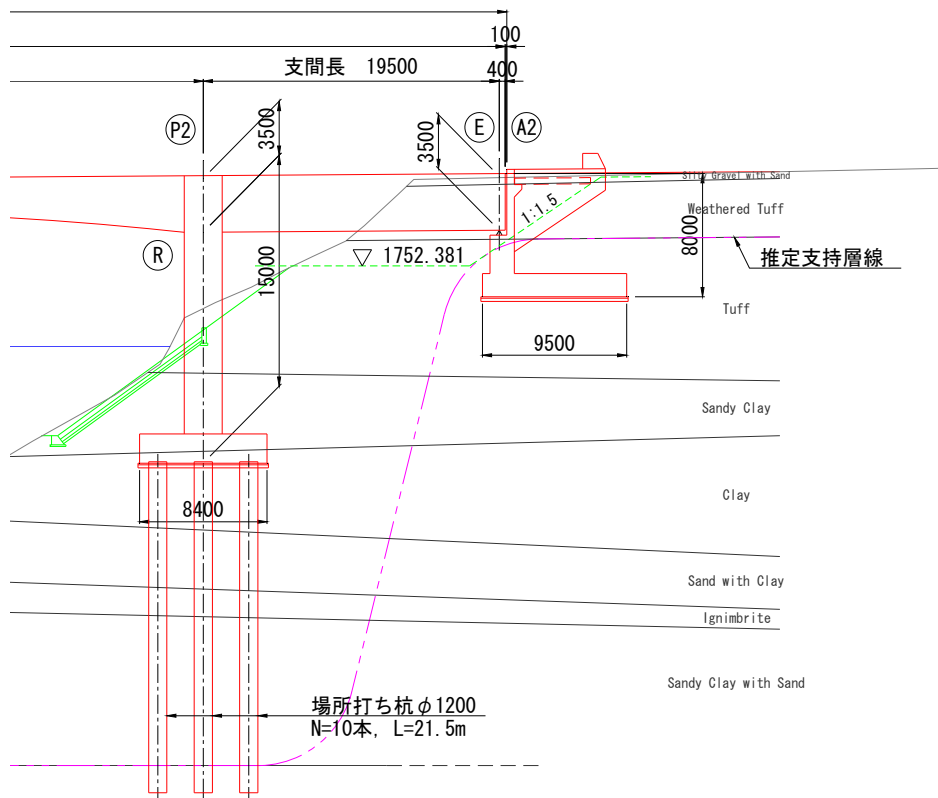 100
支間長 19500
400
P2
3500
3500
E
A2
Silty Gravel with Sand
Weathered Tuff
1:1.5
8000
R
15000
▽ 1752.381
推定支持層線
Tuff
9500
Sandy Clay
Clay
8400
Sand with Clay
Ignimbrite
Sandy Clay with Sand
場所打ち杭φ1200
N=10本, L=21.5m